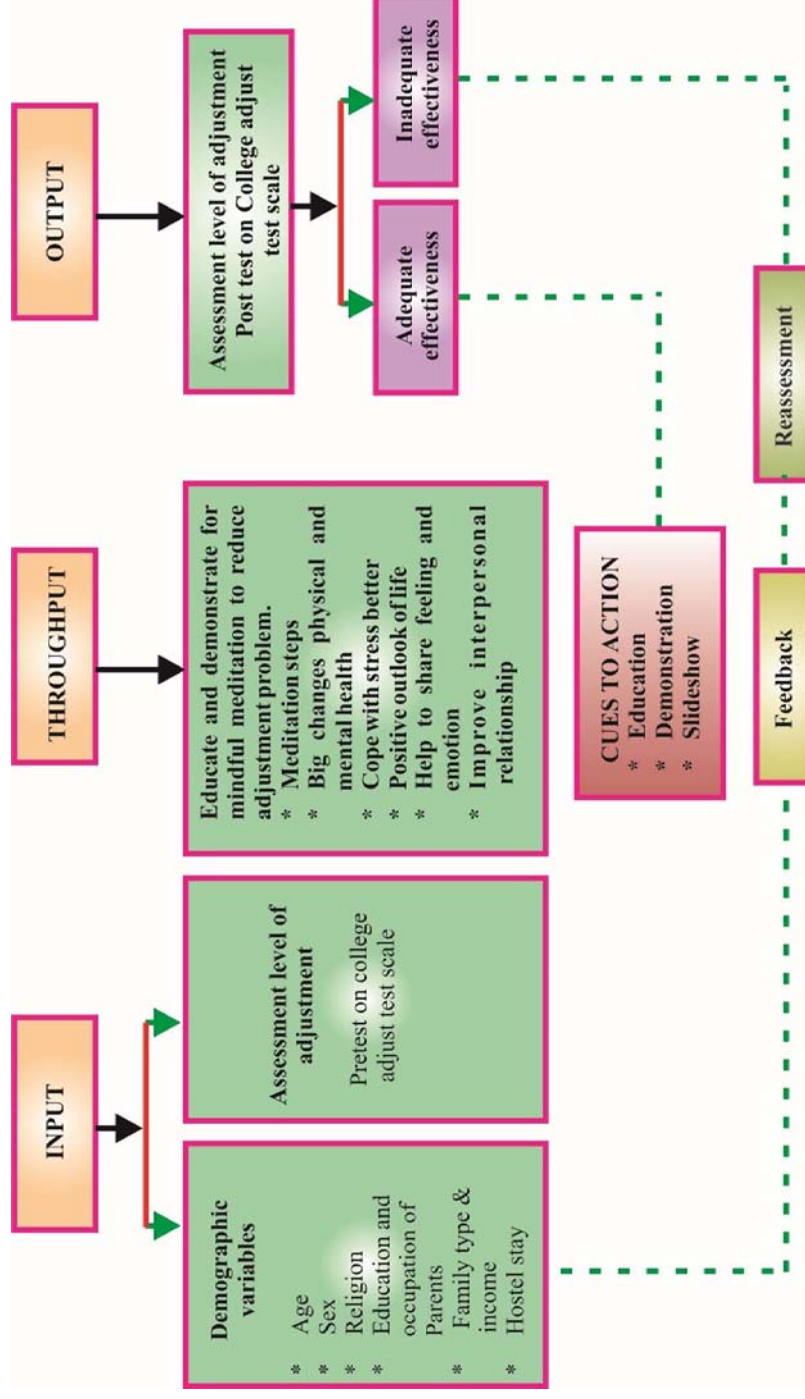 INPUT
Demographic
variables
* Age
* Sex
* Religion
* Education and
occupation of
Parents
* Family type &
income
* Hostel stay
Assessment level of
adjustment
Pretest on college
adjust test scale
THROUGHPUT
Educate and demonstrate for
mindful meditation to reduce
adjustment problem.
* Meditation steps
* Big changes physical and
mental health
* Cope with stress better
* Positive outlook of life
* Help to share feeling and
emotion
* Improve interpersonal
relationship
CUES TO ACTION
* Education
* Demonstration
* Slideshow
OUTPUT
Assessment level of adjustment
Post test on College adjust
test scale
Adequate
effectiveness
Inadequate
effectiveness
Feedback
Reassessment